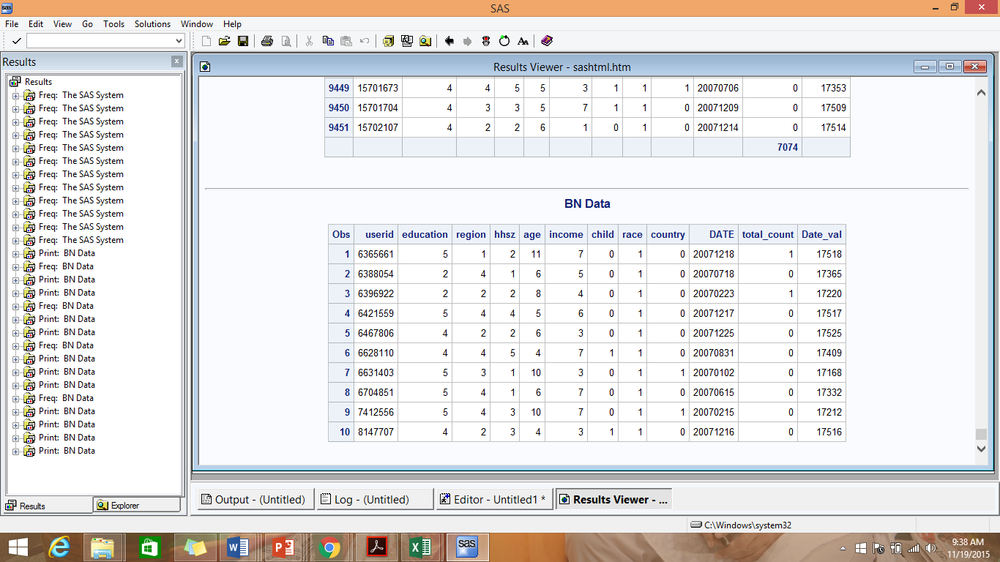 SAS
File Edit View Go Tools Solutions Window Help
Results
Results Viewer - sashtml.htm
Results
Freq: The SAS System
Freq: The SAS System
Freq: The SAS System
Freq: The SAS System
Freq: The SAS System
Freq: The SAS System
Freq: The SAS System
Freq: The SAS System
Freq: The SAS System
Freq: The SAS System
Freq: The SAS System
Freq: The SAS System
Print: BN Data
Freq: BN Data
Print: BN Data
Print: BN Data
Freq: BN Data
Print: BN Data
Print: BN Data
Freq: BN Data
Print: BN Data
Print: BN Data
Print: BN Data
Freq: BN Data
Print: BN Data
Print: BN Data
Print: BN Data
Print: BN Data
Results Explorer
9449 15701673 4 4 5 5 3 1 1 1 20070706 0 17353
9450 15701704 4 3 3 5 7 1 1 0 20071209 0 17509
9451 15702107 4 2 2 6 1 0 1 0 20071214 0 17514
7074
BN Data
Obs userid education region hhsz age income child race country DATE total_count Date_val
1 6365661 5 1 2 11 7 0 1 0 20071218 1 17518
2 6388054 2 4 1 6 5 0 1 0 20070718 0 17365
3 6396922 2 2 2 8 4 0 1 0 20070223 1 17220
4 6421559 5 4 4 5 6 0 1 0 20071217 0 17517
5 6467806 4 2 2 6 3 0 1 0 20071225 0 17525
6 6628110 4 4 5 4 7 1 1 0 20070831 0 17409
7 6631403 5 3 1 10 3 0 1 1 20070102 0 17168
8 6704851 5 4 1 6 7 0 1 0 20070615 0 17332
9 7412556 5 4 3 10 7 0 1 1 20070215 0 17212
10 8147707 4 2 3 4 3 1 1 0 20071216 0 17516
Output - (Untitled) Log - (Untitled) Editor - Untitled1 * Results Viewer - ...
C:\Windows\system32
9:38 AM
11/19/2015